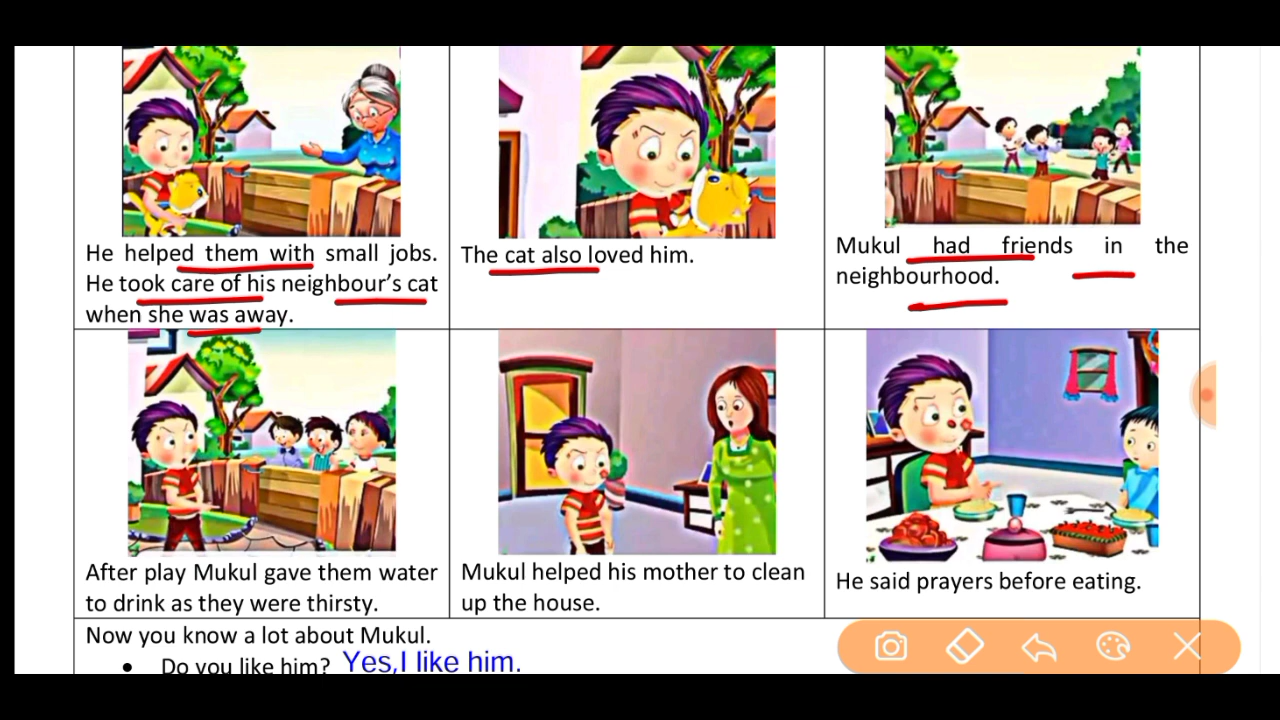 He helped them with small jobs.
He took care of his neighbour's cat
when she was away.
The cat also loved him.
Mukul had friends in the
neighbourhood.
After play Mukul gave them water
to drink as they were thirsty.
Mukul helped his mother to clean
up the house.
He said prayers before eating.
Now you know a lot about Mukul.
• Do you like him? Yes,I like him.